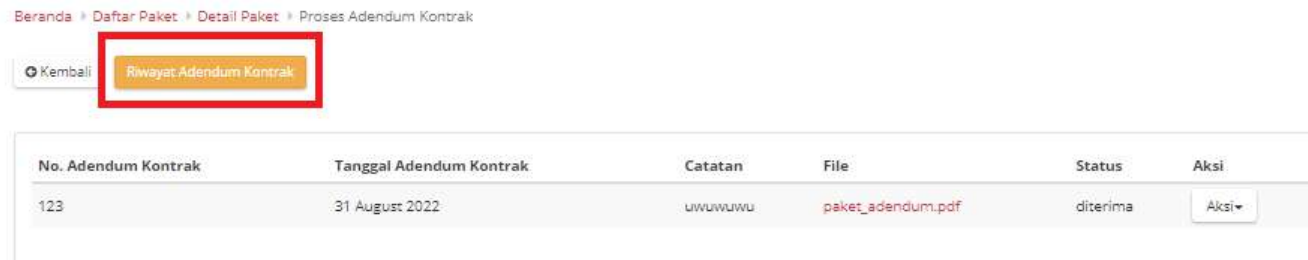 Beranda Daftar Paket Detail Paket Proses Adendum Kontrak
Kembali Riwayat Adendum Kontrak
No. Adendum Kontrak Tanggal Adendum Kontrak Catatan File Status Aksi
123 31 August 2022 uwuwuwu paket_adendum.pdf diterima Aksi